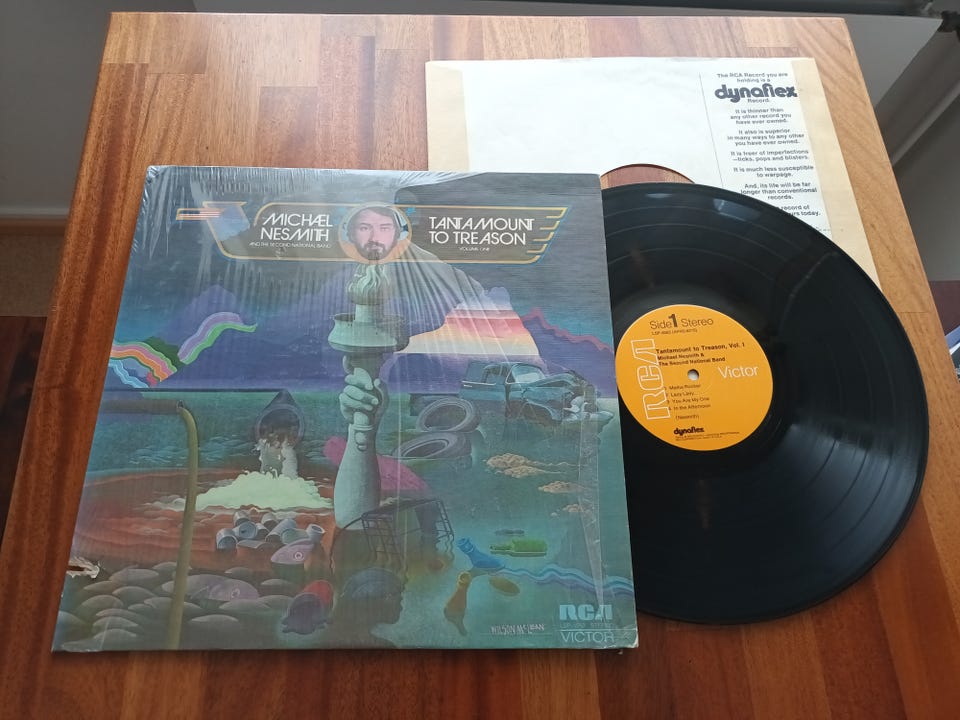 MICHAEL
NESMITH
AND THE SECOND NATIONAL BAND
TANTAMOUNT
TO TREASON
VOLUME ONE
WILSON McLEAN
RCA
STEREO
VICTOR
The RCA Record you are
holding is a
dynaflex
Record.
It is thinner than
any other record you
have ever owned.
It also is superior
in many ways to any other
you have ever owned.
It is freer of imperfections
—ticks, pops and blisters.
It is much less susceptible
to warpage.
And, its life will be far
longer than conventional
records.
record of
yours today.
Side 1 Stereo
Tantamount to Treason, Vol. I
Michael Nesmith &
The Second National Band
RCA
Victor
Mama Rocker
Lazy Lady
You Are My One
In the Afternoon
(Nesmith)
dynaflex